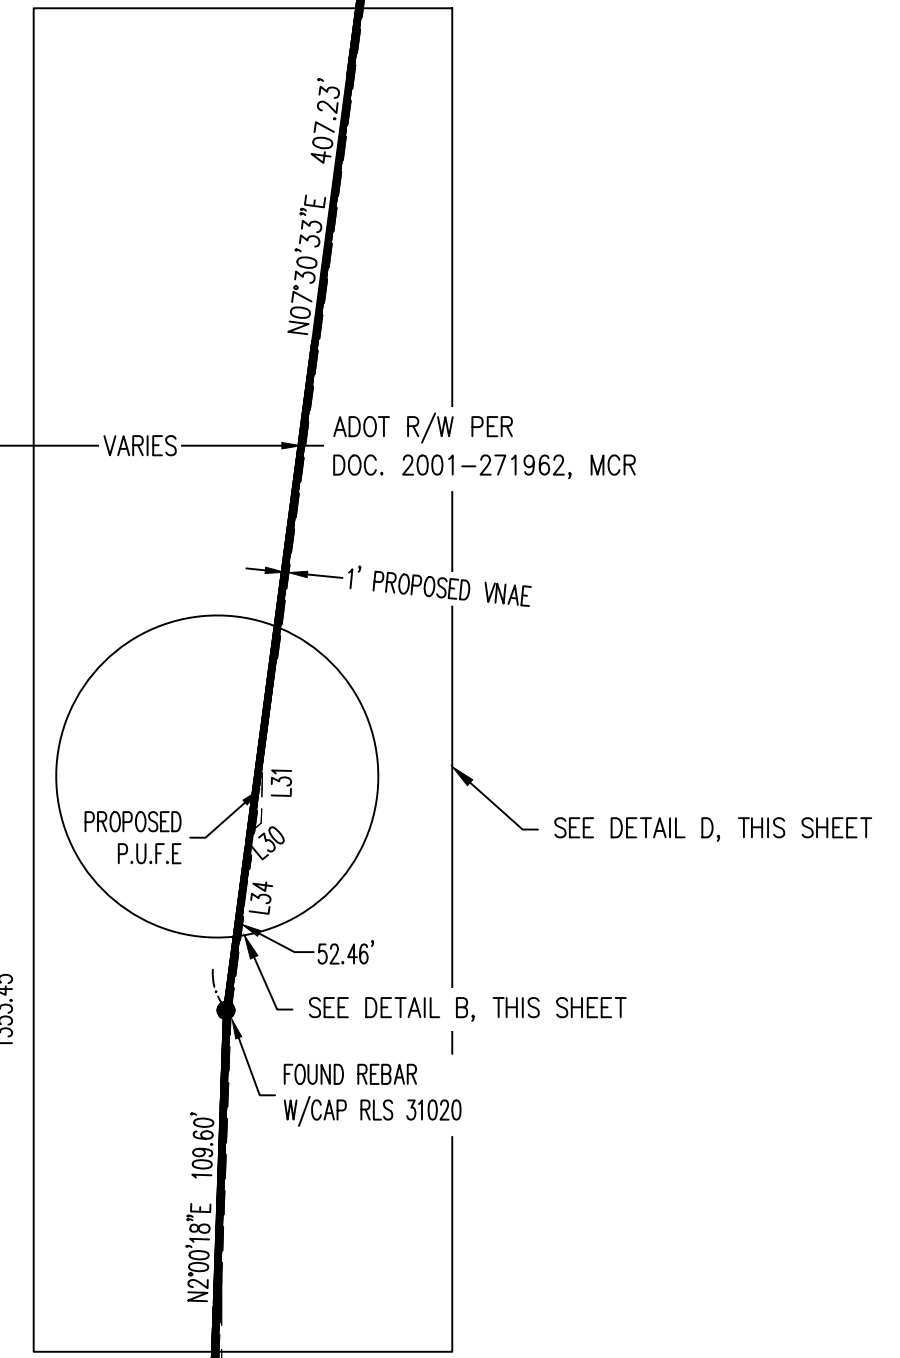 N07°30'33"E 407.23'
VARIES
ADOT R/W PER
DOC. 2001-271962, MCR
1' PROPOSED VNAE
L31
PROPOSED
P.U.F.E
L30
SEE DETAIL D, THIS SHEET
L34
52.46'
SEE DETAIL B, THIS SHEET
FOUND REBAR
W/CAP RLS 31020
N2°00'18"E 109.60'